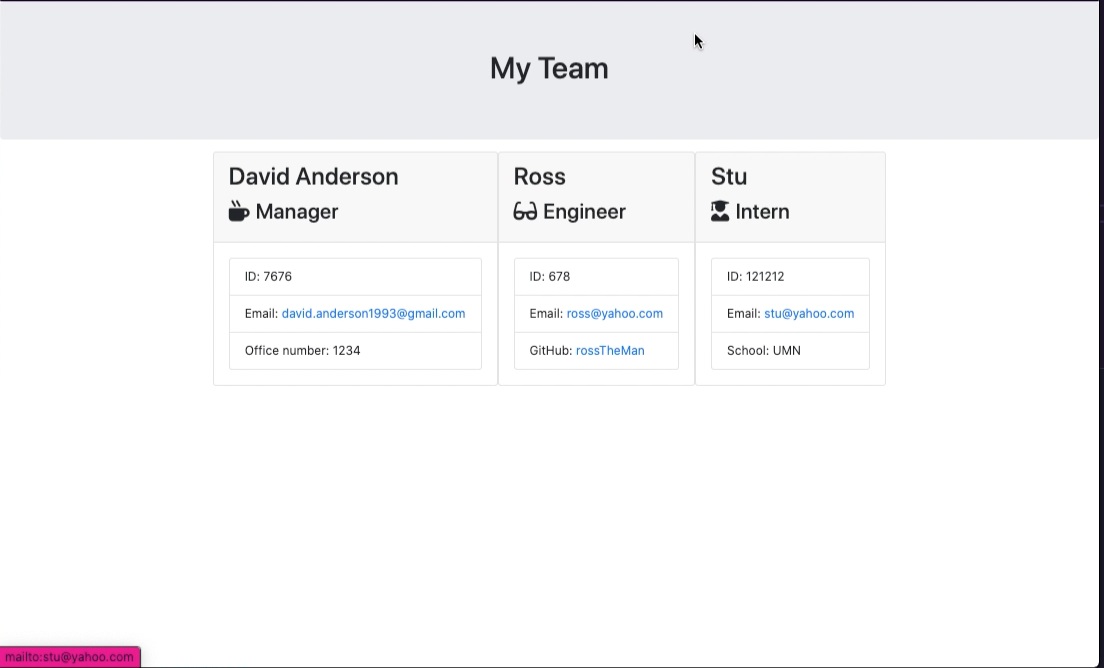 My Team
David Anderson
Manager
ID: 7676
Email: david.anderson1993@gmail.com
Office number: 1234
Ross
Engineer
ID: 678
Email: ross@yahoo.com
GitHub: rossTheMan
Stu
Intern
ID: 121212
Email: stu@yahoo.com
School: UMN
mailto:stu@yahoo.com